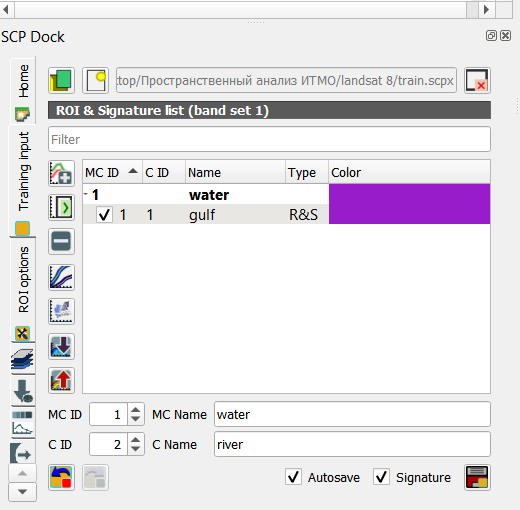 SCP Dock
Home
Training input
ROI options
top/Пространственный анализ ИТМО/landsat 8/train.scpx
ROI & Signature list (band set 1)
Filter
MC ID C ID Name Type Color
1 water
1 1 gulf R&S
MC ID 1 MC Name water
C ID 2 C Name river
Autosave Signature